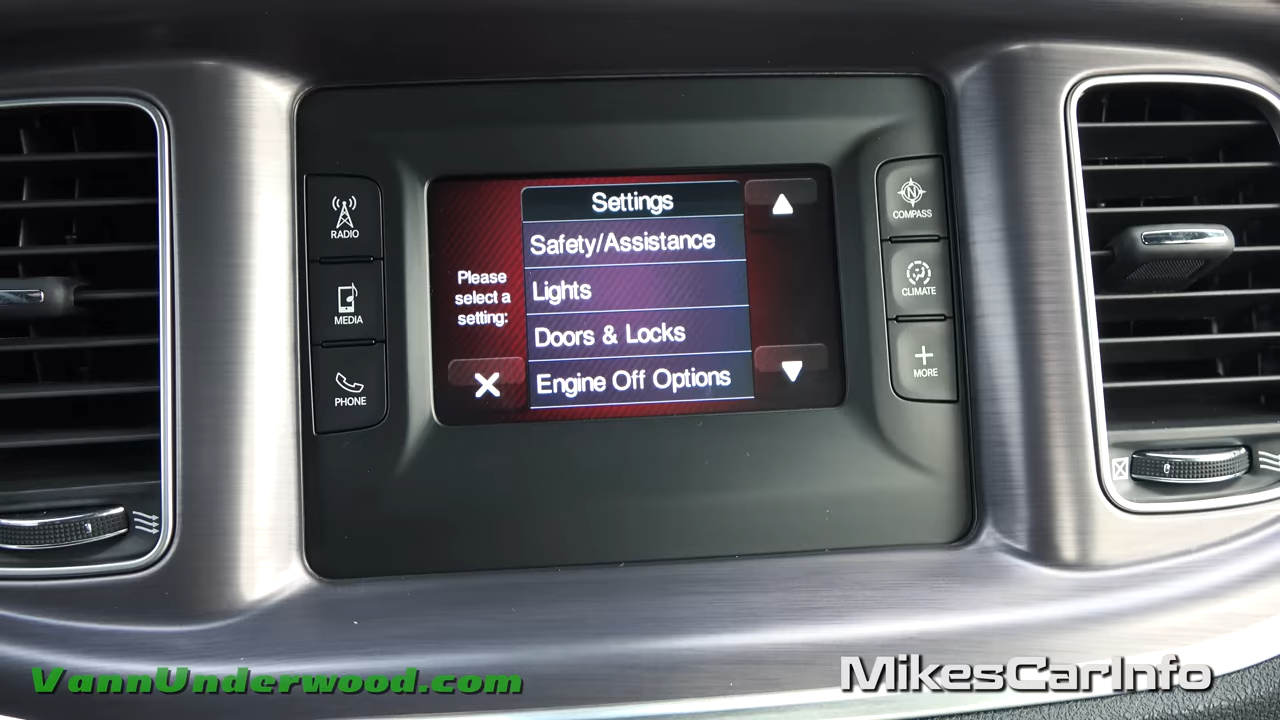 RADIO
MEDIA
PHONE
Please
select a
setting:
Settings
Safety/Assistance
Lights
Doors & Locks
Engine Off Options
N
COMPASS
CLIMATE
MORE
VannUnderwood.com
MikesCarInfo